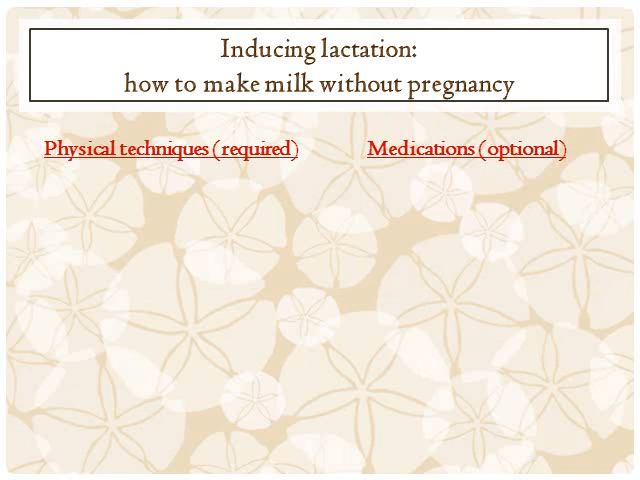 Inducing lactation:
how to make milk without pregnancy
Physical techniques (required)
Medications (optional)